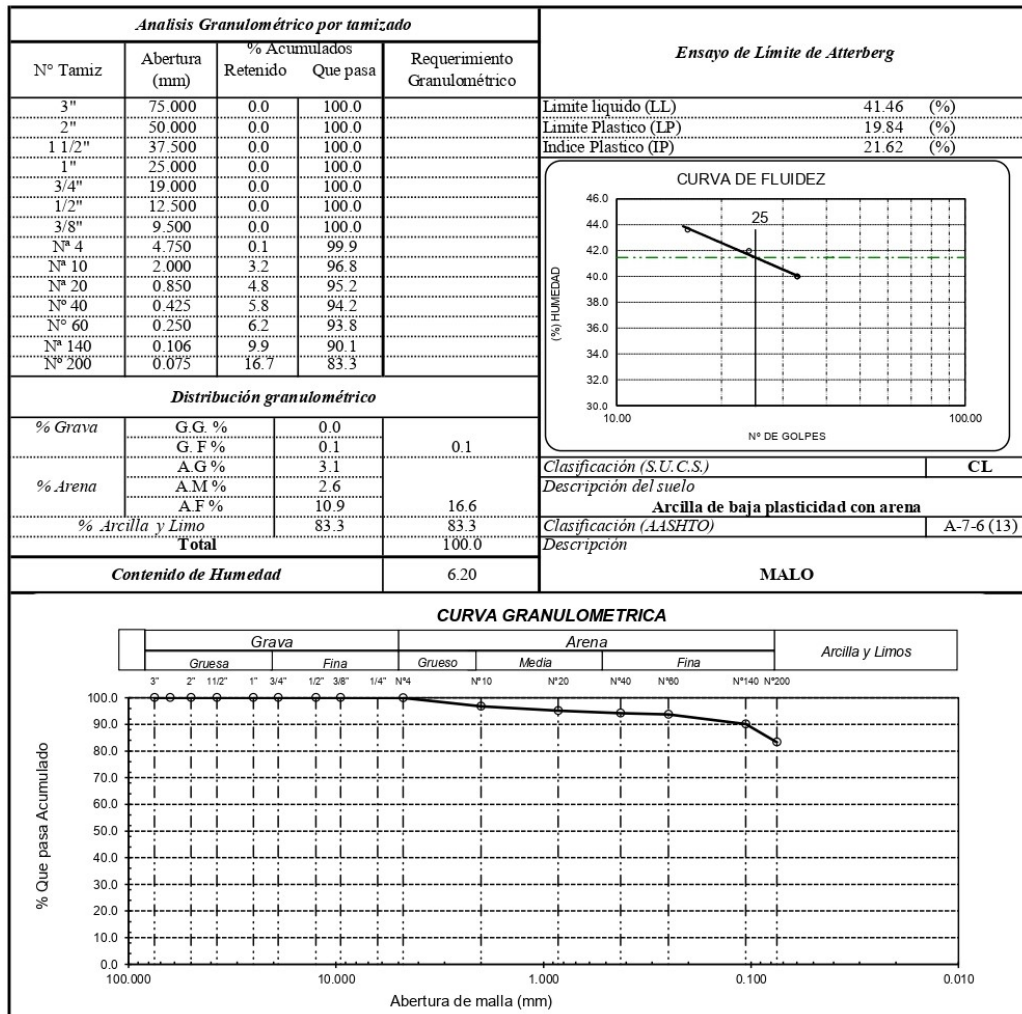 Analisis Granulométrico por tamizado
N° Tamiz Abertura (mm) % Acumulados Retenido Que pasa Requerimiento Granulométrico
3" 75.000 0.0 100.0
2" 50.000 0.0 100.0
1 1/2" 37.500 0.0 100.0
1" 25.000 0.0 100.0
3/4" 19.000 0.0 100.0
1/2" 12.500 0.0 100.0
3/8" 9.500 0.0 100.0
Nª 4 4.750 0.1 99.9
Nª 10 2.000 3.2 96.8
Nª 20 0.850 4.8 95.2
Nº 40 0.425 5.8 94.2
N° 60 0.250 6.2 93.8
Nª 140 0.106 9.9 90.1
Nº 200 0.075 16.7 83.3
Distribución granulométrico
% Grava G.G. % 0.0
G. F % 0.1 0.1
A.G % 3.1
% Arena A.M % 2.6
A.F % 10.9 16.6
% Arcilla y Limo 83.3 83.3
Total 100.0
Contenido de Humedad 6.20
Ensayo de Límite de Atterberg
Limite liquido (LL) 41.46 (%)
Limite Plastico (LP) 19.84 (%)
Indice Plastico (IP) 21.62 (%)
CURVA DE FLUIDEZ
25
46.0
44.0
42.0
40.0
38.0
36.0
34.0
32.0
30.0
(%) HUMEDAD
10.00 100.00
Nº DE GOLPES
Clasificación (S.U.C.S.) CL
Descripción del suelo
Arcilla de baja plasticidad con arena
Clasificación (AASHTO) A-7-6 (13)
Descripción
MALO
CURVA GRANULOMETRICA
Grava Arena Arcilla y Limos
Gruesa Fina Grueso Media Fina
3" 2" 11/2" 1" 3/4" 1/2" 3/8" 1/4" Nº4 Nº10 Nº20 Nº40 Nº60 Nº140 Nº200
100.0
90.0
80.0
70.0
60.0
50.0
40.0
30.0
20.0
10.0
0.0
% Que pasa Acumulado
100.000 10.000 1.000 0.100 0.010
Abertura de malla (mm)